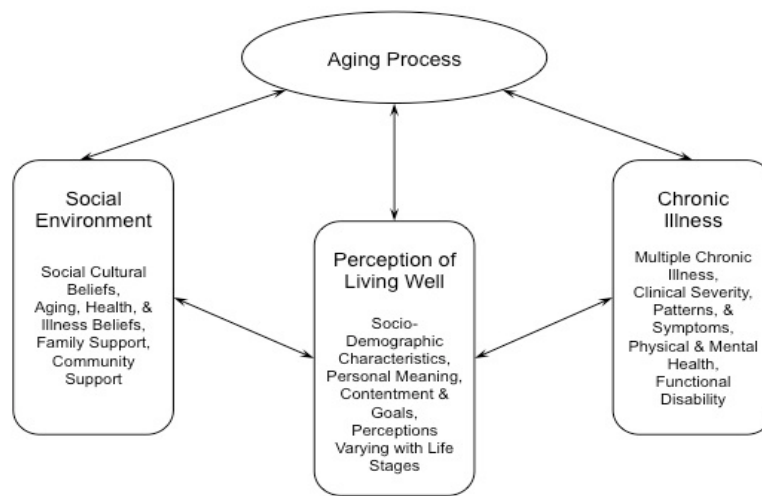 Aging Process
Social
Environment
Social Cultural
Beliefs,
Aging, Health, &
Illness Beliefs,
Family Support,
Community
Support
Perception of
Living Well
Socio-
Demographic
Characteristics,
Personal Meaning,
Contentment &
Goals,
Perceptions
Varying with Life
Stages
Chronic
Illness
Multiple Chronic
Illness,
Clinical Severity,
Patterns, &
Symptoms,
Physical & Mental
Health,
Functional
Disability